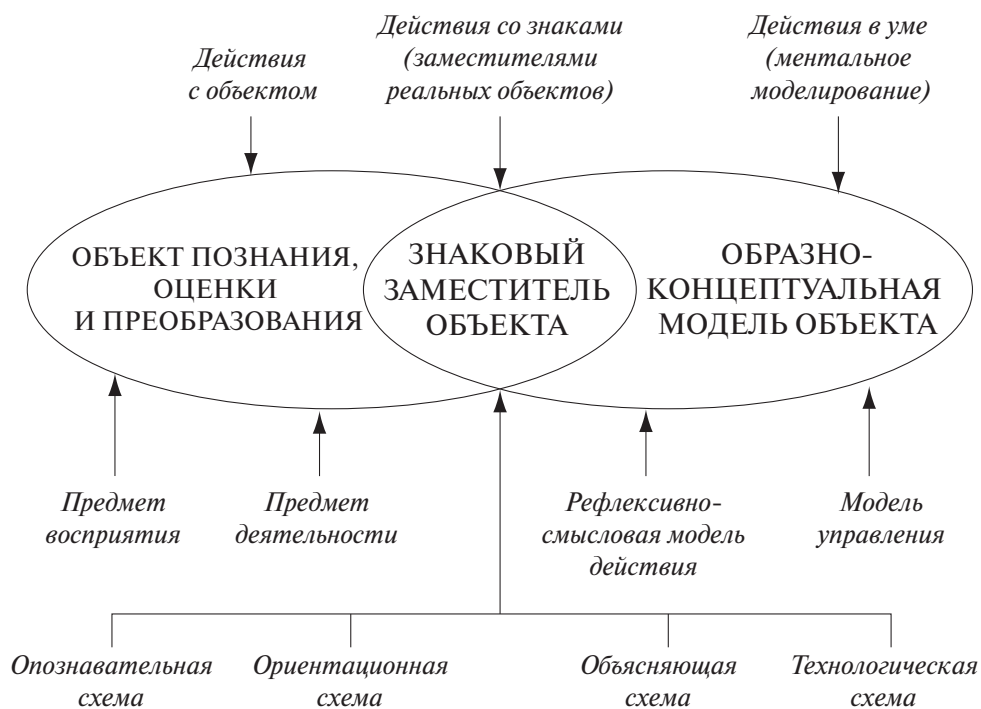 Действия
с объектом
Действия со знаками
(заместителями
реальных объектов)
Действия в уме
(ментальное
моделирование)
ОБЪЕКТ ПОЗНАНИЯ,
ОЦЕНКИ
И ПРЕОБРАЗОВАНИЯ
ЗНАКОВЫЙ
ЗАМЕСТИТЕЛЬ
ОБЪЕКТА
ОБРАЗНО-
КОНЦЕПТУАЛЬНАЯ
МОДЕЛЬ ОБЪЕКТА
Предмет
восприятия
Предмет
деятельности
Рефлексивно-
смысловая модель
действия
Модель
управления
Опознавательная
схема
Ориентационная
схема
Объясняющая
схема
Технологическая
схема